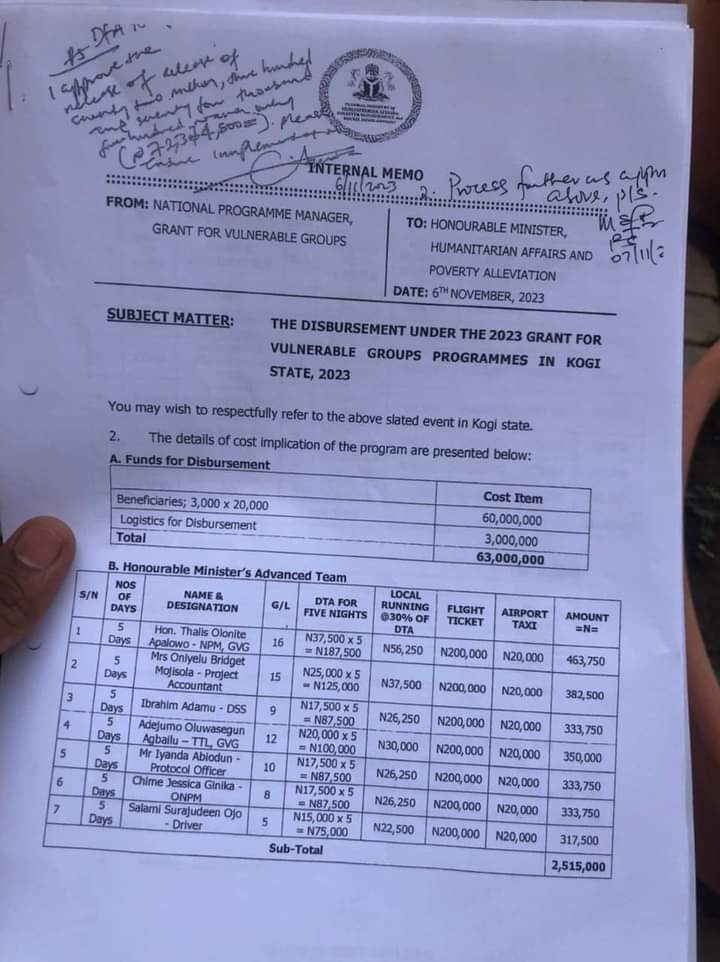 I approve the
release of release of
seventy two million, three hundred
and seventy four thousand
five hundred naira only
Please
ensure
INTERNAL MEMO
6/11/2023
2. Process further as
above, pls.
07/11/2
FROM: NATIONAL PROGRAMME MANAGER,
GRANT FOR VULNERABLE GROUPS
TO: HONOURABLE MINISTER,
HUMANITARIAN AFFAIRS AND
POVERTY ALLEVIATION
DATE: 6TH NOVEMBER, 2023
SUBJECT MATTER: THE DISBURSEMENT UNDER THE 2023 GRANT FOR
VULNERABLE GROUPS PROGRAMMES IN KOGI
STATE, 2023
You may wish to respectfully refer to the above slated event in Kogi state.
2. The details of cost implication of the program are presented below:
A. Funds for Disbursement
Cost Item
Beneficiaries; 3,000 x 20,000 60,000,000
Logistics for Disbursement 3,000,000
Total 63,000,000
B. Honourable Minister's Advanced Team
S/N NOS OF DAYS NAME & DESIGNATION G/L DTA FOR FIVE NIGHTS LOCAL RUNNING @30% OF DTA FLIGHT TICKET AIRPORT TAXI AMOUNT =N=
1 5 Days Hon. Thalis Olonite Apalowo - NPM, GVG 16 N37,500 x 5 = N187,500 N56,250 N200,000 N20,000 463,750
2 5 Days Mrs Oniyelu Bridget Mojisola - Project Accountant 15 N25,000 x 5 = N125,000 N37,500 N200,000 N20,000 382,500
3 5 Days Ibrahim Adamu - DSS 9 N17,500 x 5 = N87,500 N26,250 N200,000 N20,000 333,750
4 5 Days Adejumo Oluwasegun Agbailu – TTL, GVG 12 N20,000 x 5 = N100,000 N30,000 N200,000 N20,000 350,000
5 5 Days Mr Iyanda Abiodun - Protocol Officer 10 N17,500 x 5 = N87,500 N26,250 N200,000 N20,000 333,750
6 5 Days Chime Jessica Ginika - ONPM 8 N17,500 x 5 = N87,500 N26,250 N200,000 N20,000 333,750
7 5 Days Salami Surajudeen Ojo - Driver 5 N15,000 x 5 = N75,000 N22,500 N200,000 N20,000 317,500
Sub-Total 2,515,000